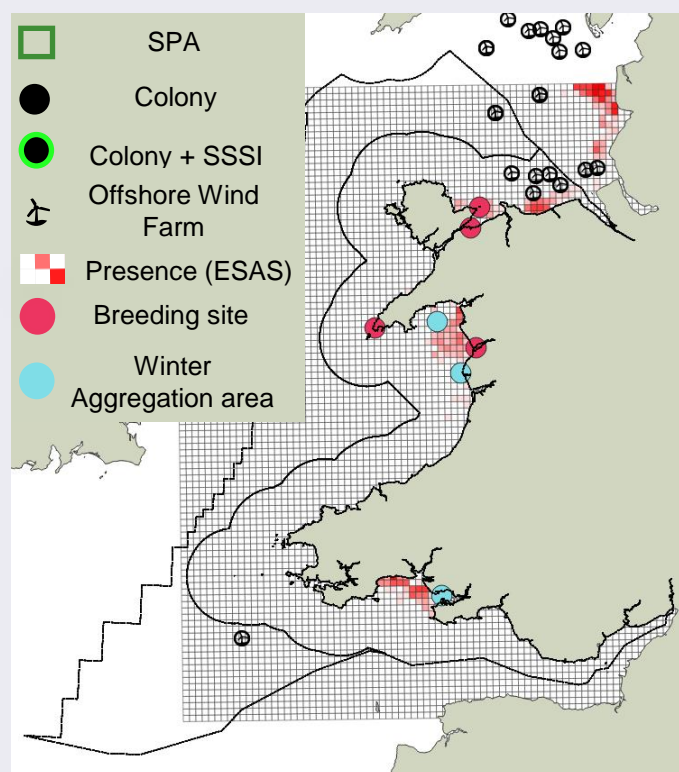 SPA
Colony
Colony + SSSI
Offshore Wind
Farm
Presence (ESAS)
Breeding site
Winter
Aggregation area